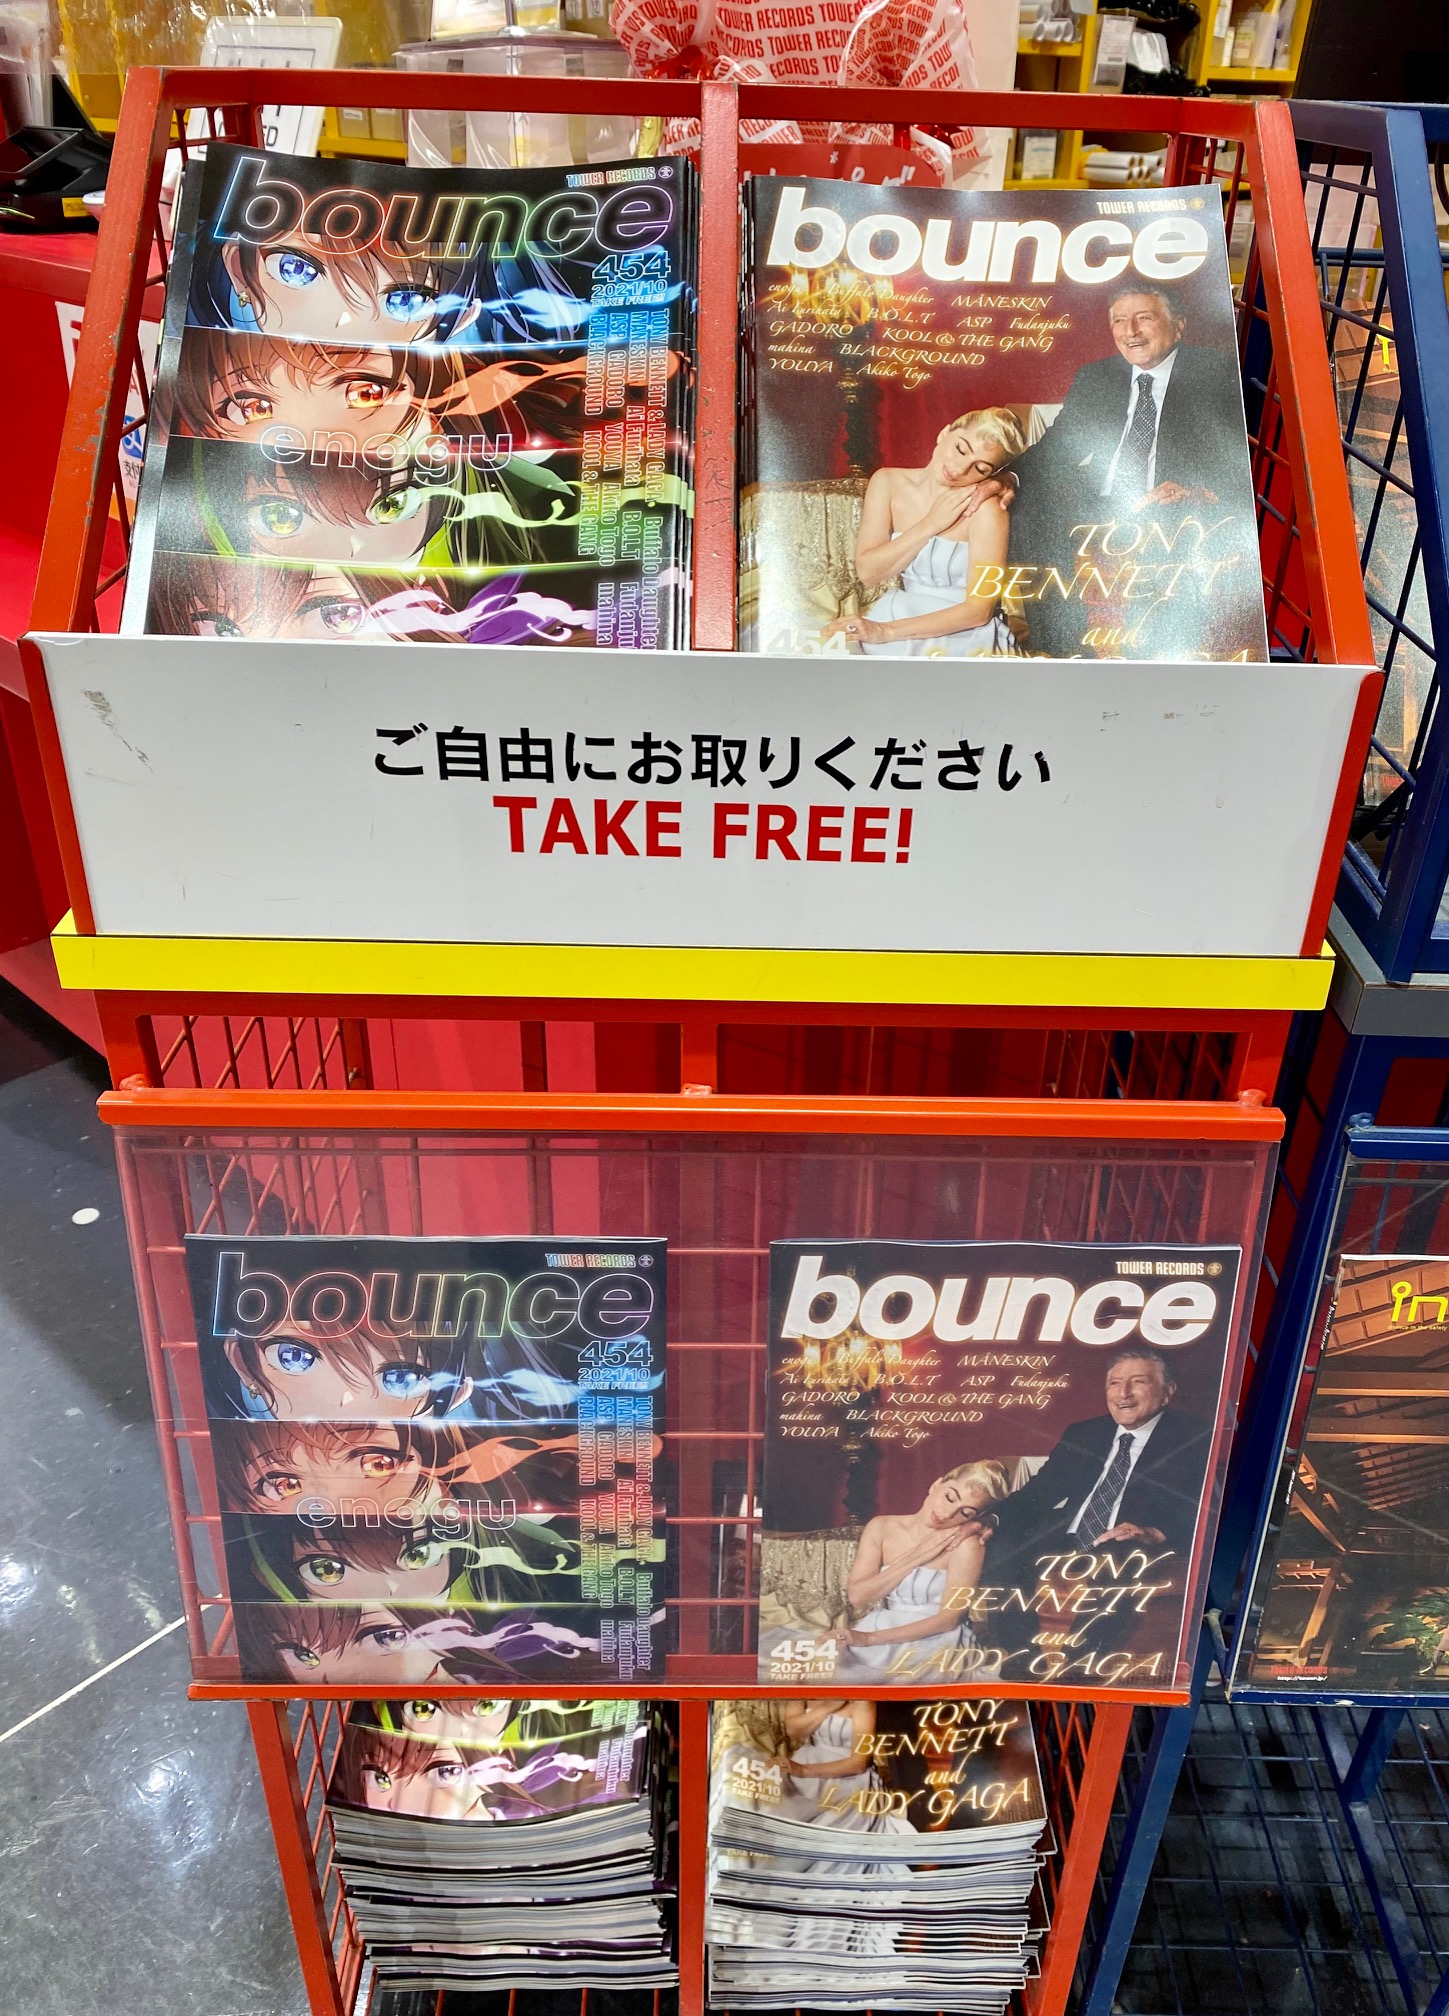 TOWER RECORDS
bounce
454
2021/10
TAKE FREE!!
TONY BENNETT & LADY GAGA, Buffalo Daughter
MÅNESKIN Ai Furihata B.O.L.T
ASP GADORO YOUYA Akiko Togo mahina
BLACKGROUND KOOL & THE GANG
enogu
TOWER RECORDS
bounce
enogu Buffalo Daughter MÅNESKIN
Ai Furihata B.O.L.T ASP Fudanjuku
GADORO KOOL & THE GANG
mahina BLACKGROUND
YOUYA Akiko Togo
TONY
BENNETT
and
454
ご自由にお取りください
TAKE FREE!
TOWER RECORDS
bounce
454
2021/10
TAKE FREE!!
TONY BENNETT & LADY GAGA, Buffalo Daughter
MÅNESKIN Ai Furihata B.O.L.T Fudanjuku
ASP GADORO YOUYA Akiko Togo mahina
BLACKGROUND KOOL & THE GANG
enogu
TOWER RECORDS
bounce
enogu Buffalo Daughter MÅNESKIN
Ai Furihata B.O.L.T ASP Fudanjuku
GADORO KOOL & THE GANG
mahina BLACKGROUND
YOUYA Akiko Togo
TONY
BENNETT
and
LADY GAGA
454
2021/10
TAKE FREE!!
in
TONY
BENNETT
and
LADY GAGA
454
2021/10
TAKE FREE!!